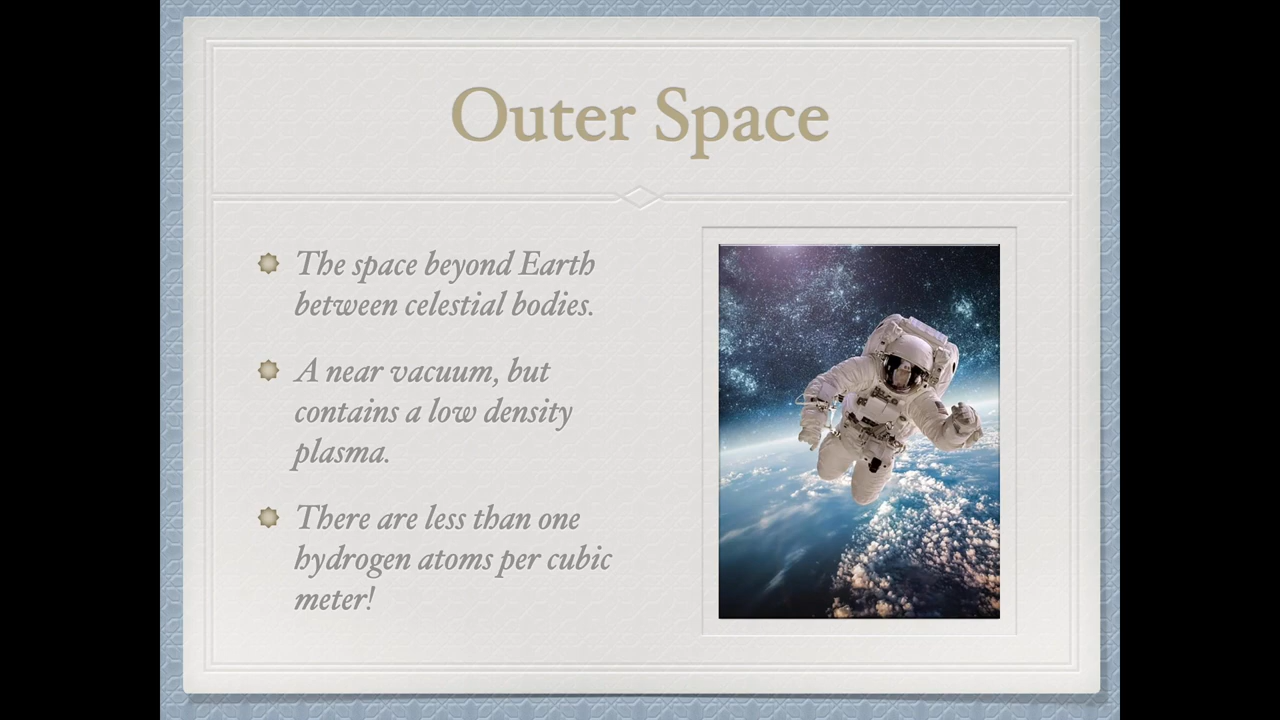 Outer Space
The space beyond Earth
between celestial bodies.
A near vacuum, but
contains a low density
plasma.
There are less than one
hydrogen atoms per cubic
meter!